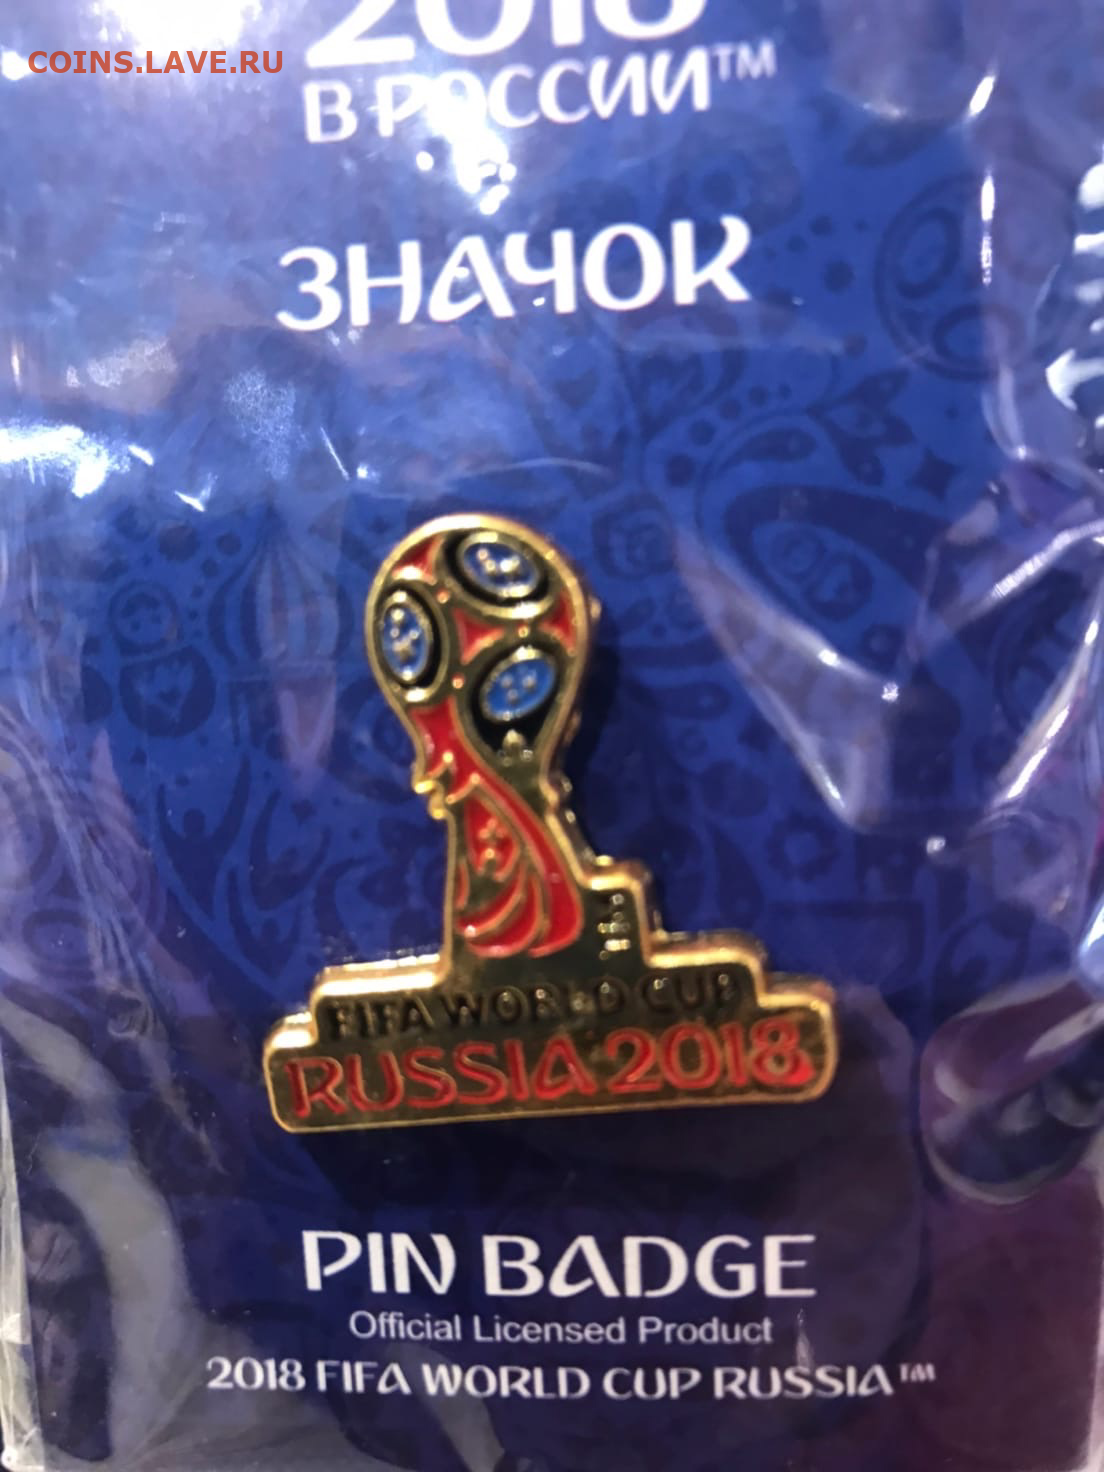 2018
COINS.LAVE.RU
В РОССИИ™
ЗНАЧОК
FIFA WORLD CUP
RUSSIA 2018
PIN BADGE
Official Licensed Product
2018 FIFA WORLD CUP RUSSIA™